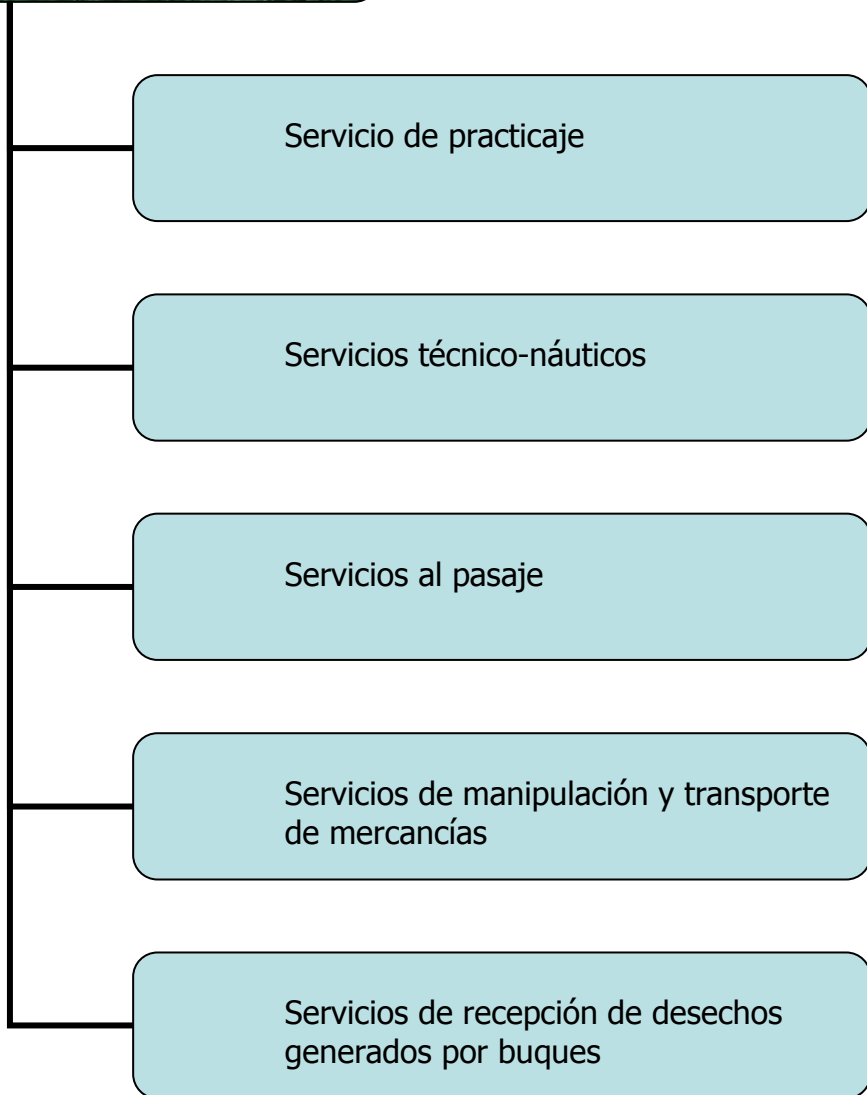 Servicio de practicaje
Servicios técnico-náuticos
Servicios al pasaje
Servicios de manipulación y transporte
de mercancías
Servicios de recepción de desechos
generados por buques